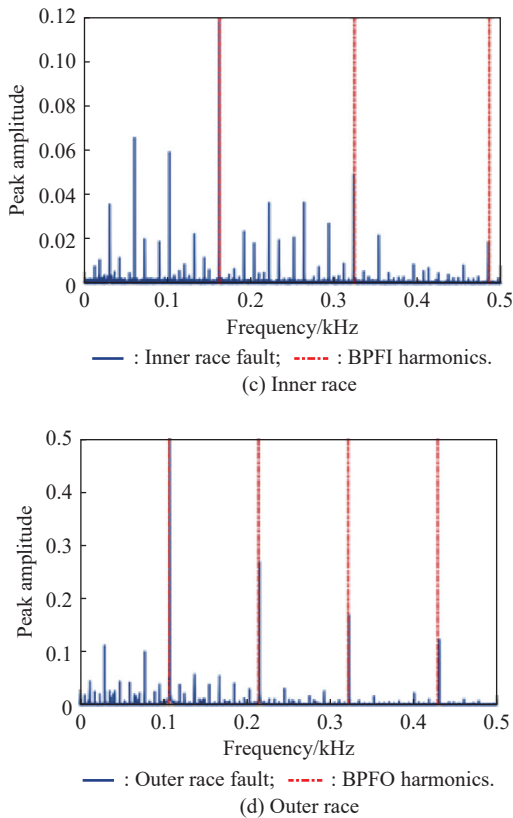 0.12
0.10
0.08
0.06
0.04
0.02
0
Peak amplitude
0 0.1 0.2 0.3 0.4 0.5
Frequency/kHz
: Inner race fault; : BPFI harmonics.
(c) Inner race
0.5
0.4
0.3
0.2
0.1
0
Peak amplitude
0 0.1 0.2 0.3 0.4 0.5
Frequency/kHz
: Outer race fault; : BPFO harmonics.
(d) Outer race